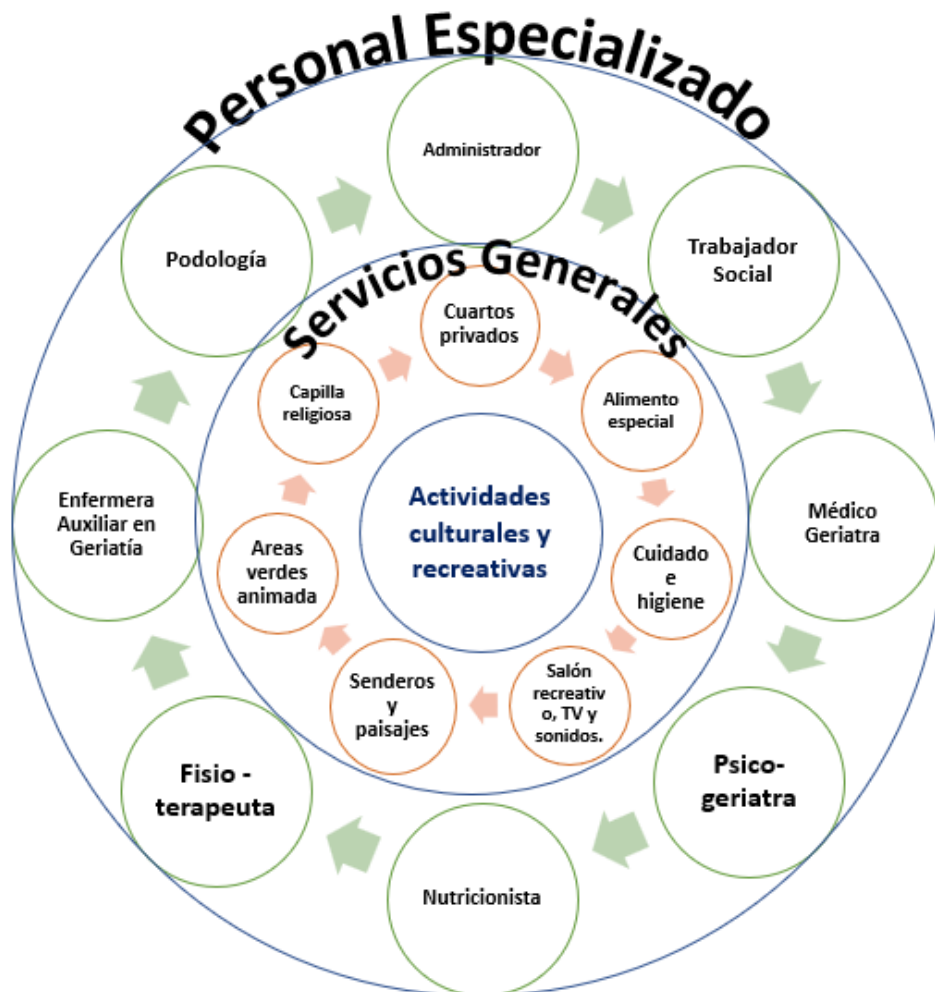 Personal Especializado
Administrador
Trabajador
Social
Médico
Geriatra
Psico-
geriatra
Nutricionista
Fisio -
terapeuta
Enfermera
Auxiliar en
Geriatía
Podología
Servicios Generales
Cuartos
privados
Alimento
especial
Cuidado
e
higiene
Salón
recreativ
o, TV y
sonidos.
Senderos
y
paisajes
Areas
verdes
animada
Capilla
religiosa
Actividades
culturales y
recreativas